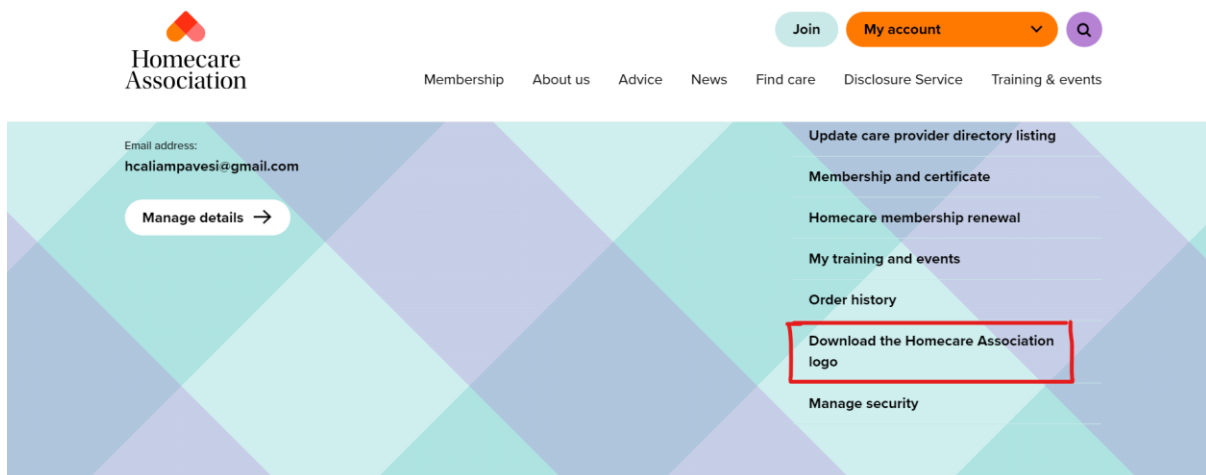 Homecare
Association
Join
My account
Membership About us Advice News Find care Disclosure Service Training & events
Email address:
hcaliampavesi@gmail.com
Manage details →
Update care provider directory listing
Membership and certificate
Homecare membership renewal
My training and events
Order history
Download the Homecare Association
logo
Manage security